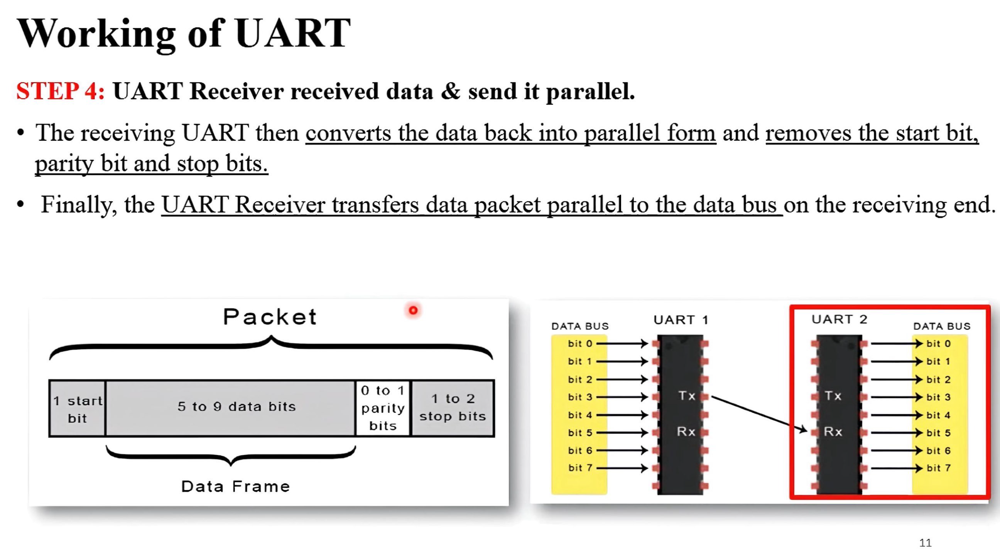 Working of UART
STEP 4: UART Receiver received data & send it parallel.
• The receiving UART then converts the data back into parallel form and removes the start bit,
parity bit and stop bits.
• Finally, the UART Receiver transfers data packet parallel to the data bus on the receiving end.
Packet
1 start
bit
5 to 9 data bits
0 to 1
parity
bits
1 to 2
stop bits
Data Frame
DATA BUS
bit 0
bit 1
bit 2
bit 3
bit 4
bit 5
bit 6
bit 7
UART 1
Tx
Rx
UART 2
Tx
Rx
DATA BUS
bit 0
bit 1
bit 2
bit 3
bit 4
bit 5
bit 6
bit 7
11